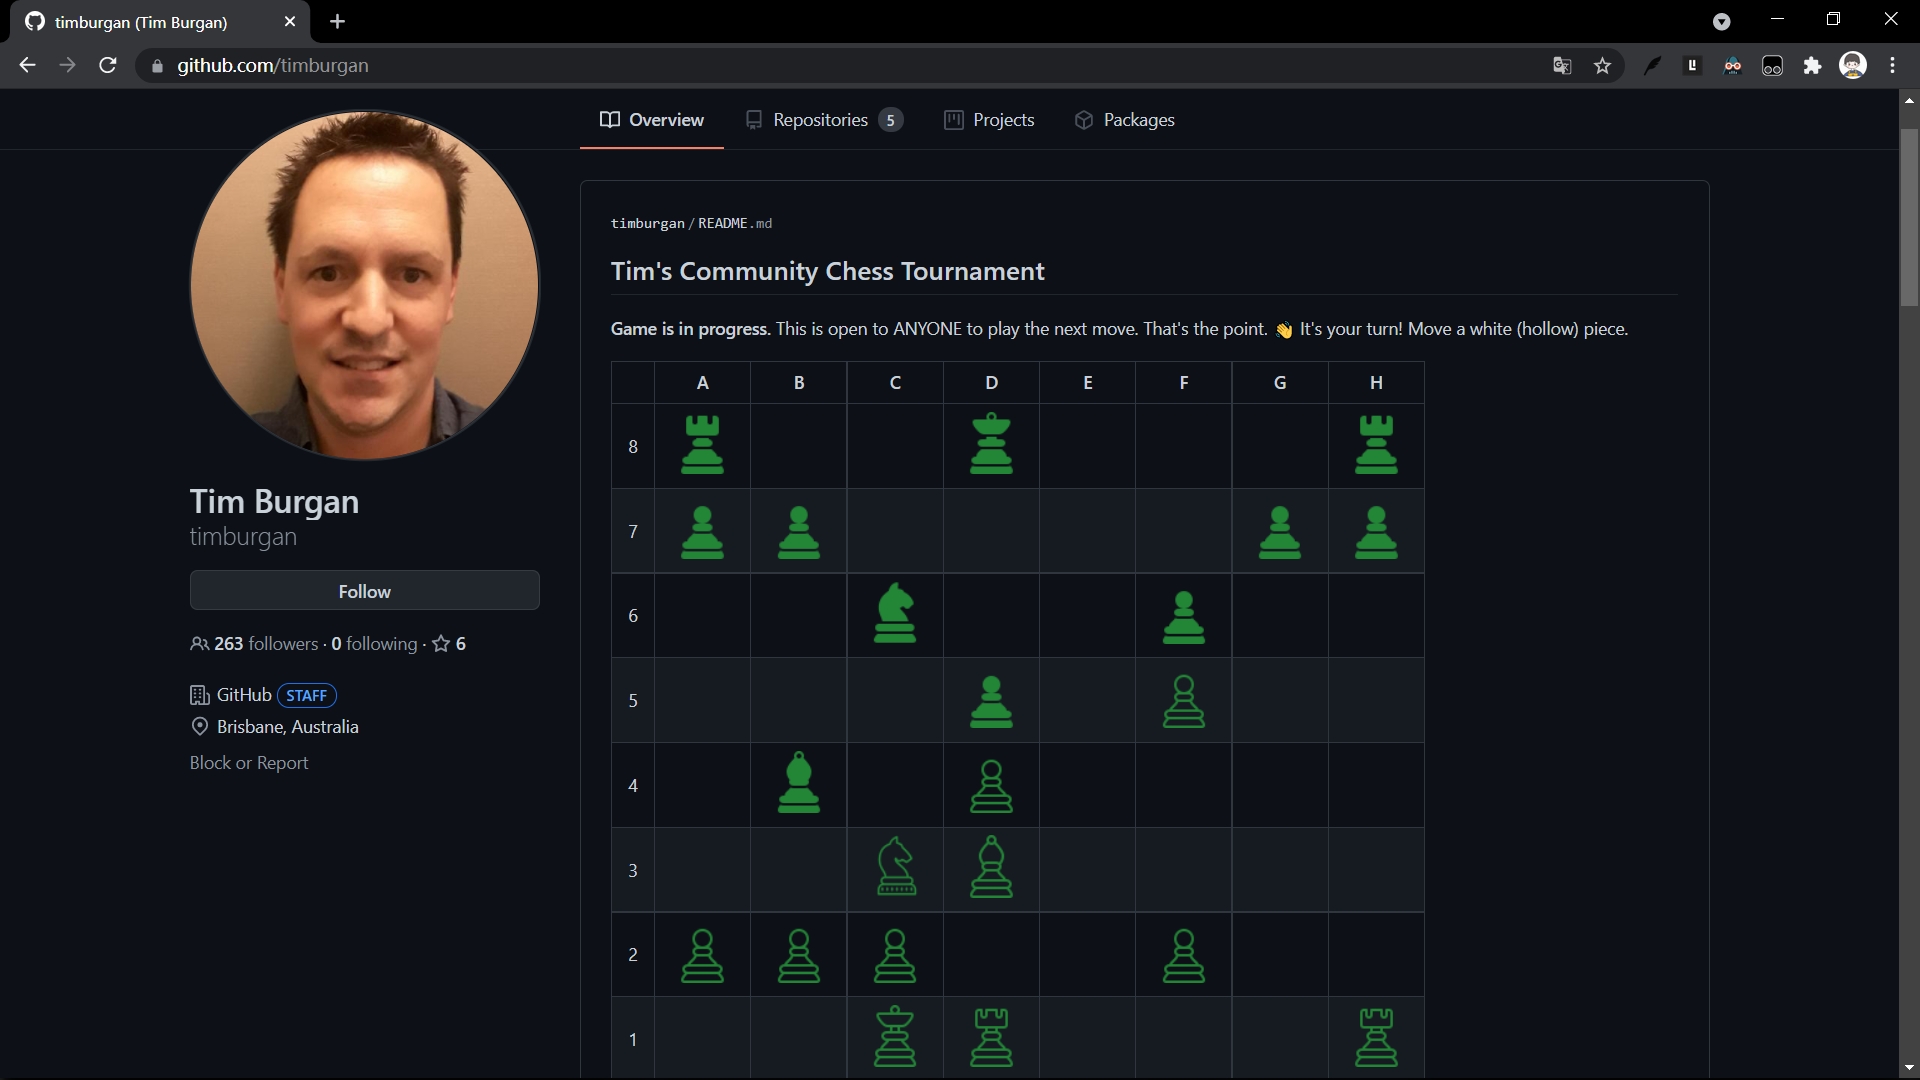 timburgan (Tim Burgan)
github.com/timburgan
Overview
Repositories 5
Projects
Packages
timburgan / README.md
Tim's Community Chess Tournament
Game is in progress. This is open to ANYONE to play the next move. That's the point. 👋 It's your turn! Move a white (hollow) piece.
A B C D E F G H
8
7
6
5
4
3
2
1
Tim Burgan
timburgan
Follow
263 followers · 0 following · 6
GitHub STAFF
Brisbane, Australia
Block or Report